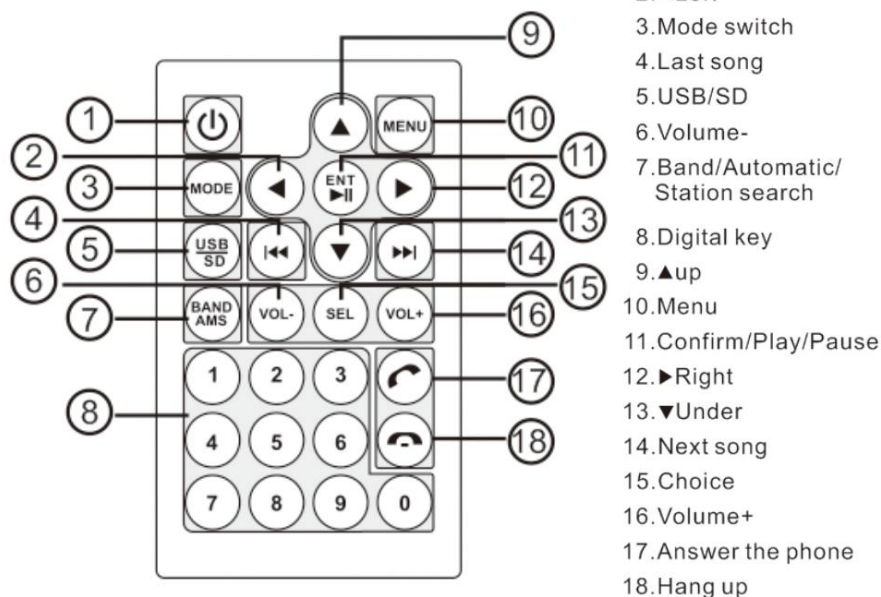 3.Mode switch
4.Last song
5.USB/SD
6.Volume-
7.Band/Automatic/
Station search
8.Digital key
9.▲up
10.Menu
11.Confirm/Play/Pause
12.▶Right
13.▼Under
14.Next song
15.Choice
16.Volume+
17.Answer the phone
18.Hang up
9
1
MENU
10
2
11
3
MODE
ENT
12
4
13
5
USB
SD
14
6
15
7
BAND
AMS
VOL-
SEL
VOL+
16
1
2
3
17
8
4
5
6
18
7
8
9
0